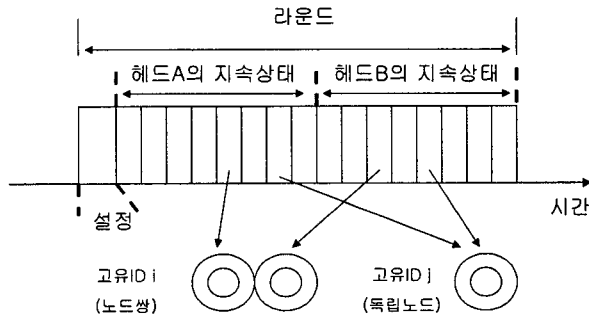 라운드
헤드A의 지속상태 헤드B의 지속상태
시간
설정
고유ID i 고유ID j
(노드쌍) (독립노드)